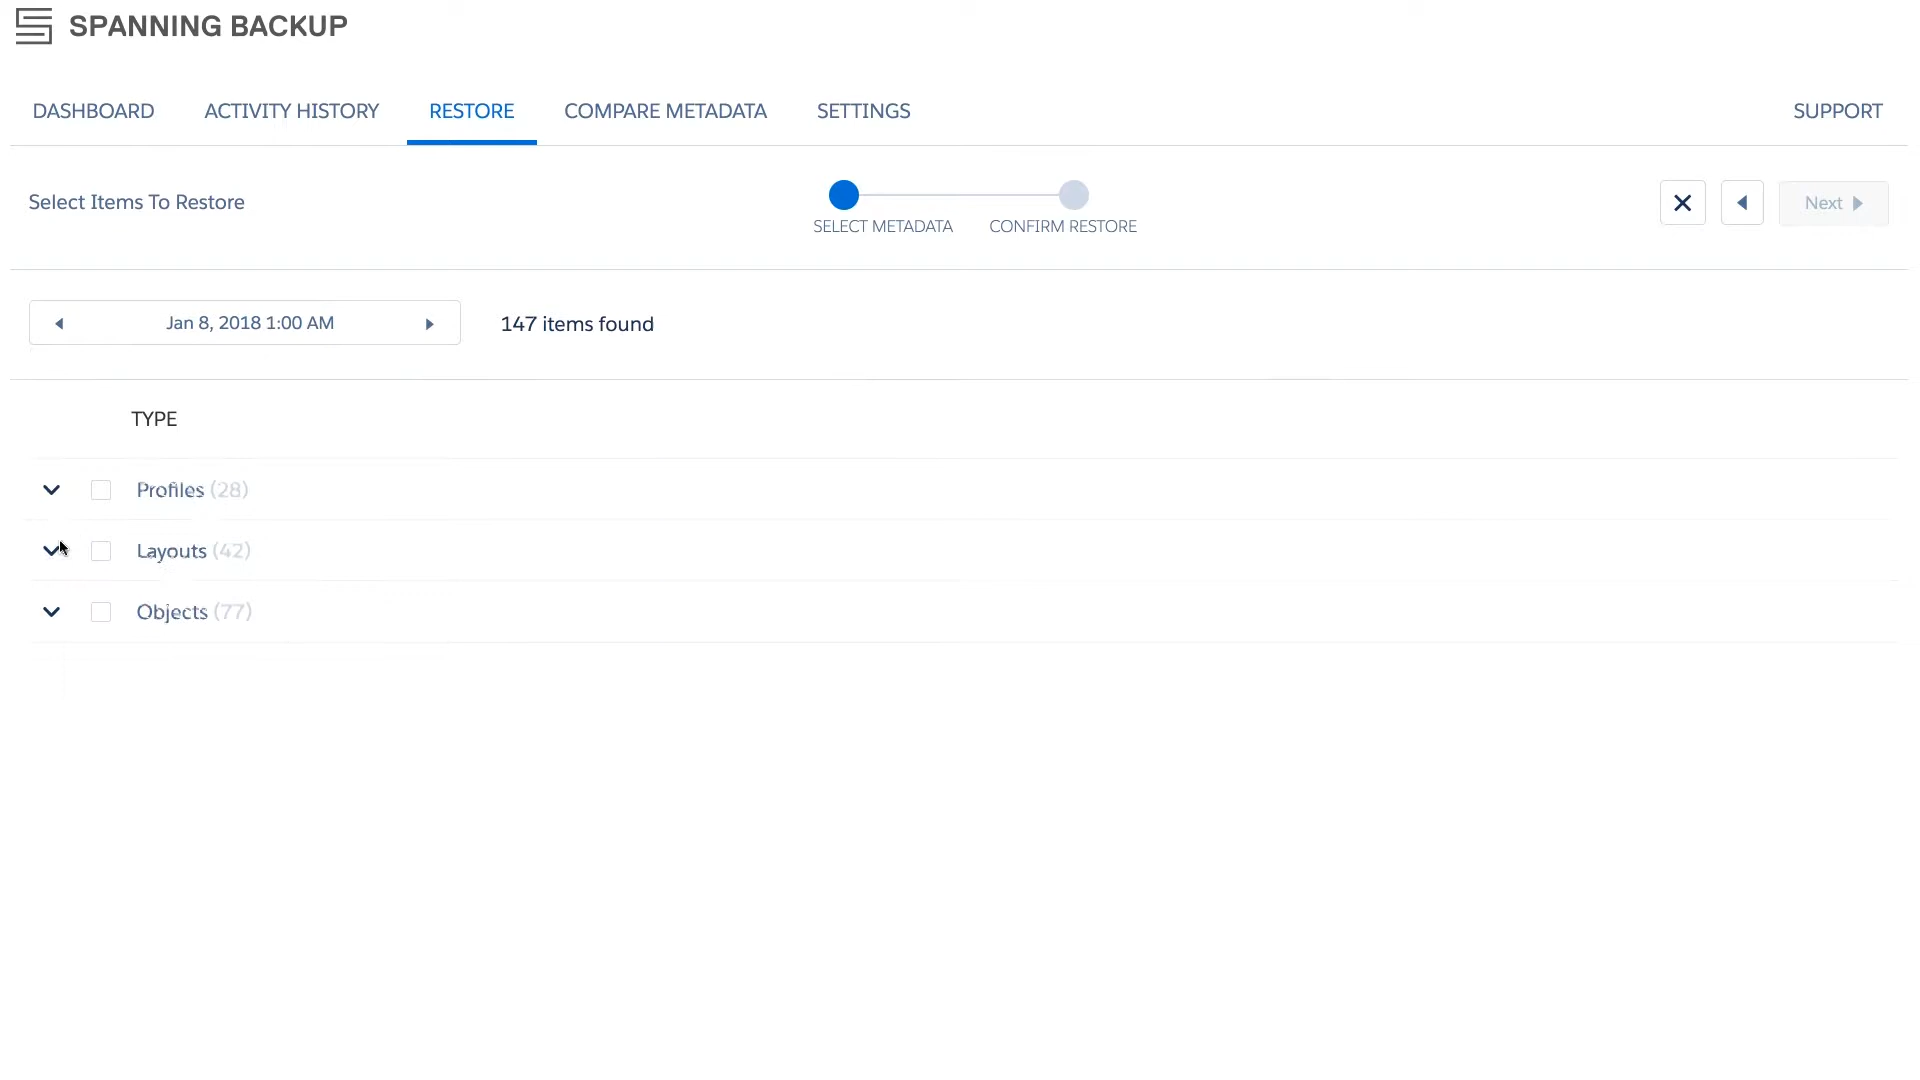 SPANNING BACKUP
DASHBOARD ACTIVITY HISTORY RESTORE COMPARE METADATA SETTINGS SUPPORT
Select Items To Restore
SELECT METADATA CONFIRM RESTORE
Next
Jan 8, 2018 1:00 AM
147 items found
TYPE
Profiles (28)
Layouts (42)
Objects (77)